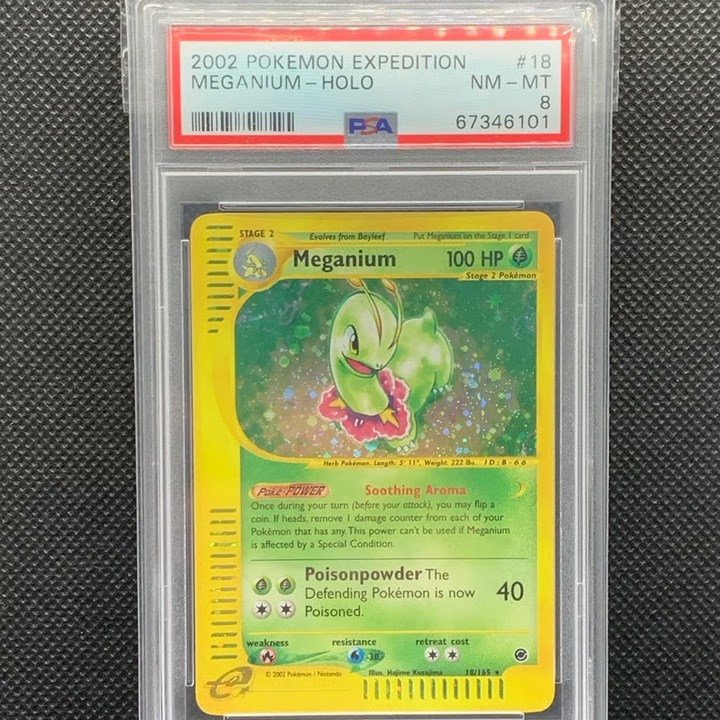 2002 POKEMON EXPEDITION #18
MEGANIUM - HOLO NM - MT
8
PSA 67346101
STAGE 2 Evolves from Bayleef Put Meganium on the Stage 1 card
Meganium 100 HP
Stage 2 Pokémon
Herb Pokémon. Length: 5' 11", Weight: 222 lbs. ID:B-66
Poké-POWER Soothing Aroma
Once during your turn (before your attack), you may flip a
coin. If heads, remove 1 damage counter from each of your
Pokémon that has any. This power can't be used if Meganium
is affected by a Special Condition.
Poisonpowder The
Defending Pokémon is now 40
Poisoned.
weakness resistance retreat cost
-30
Illus. Hajime Kusajima 18/165 ★
© 2002 Pokémon / Nintendo
e